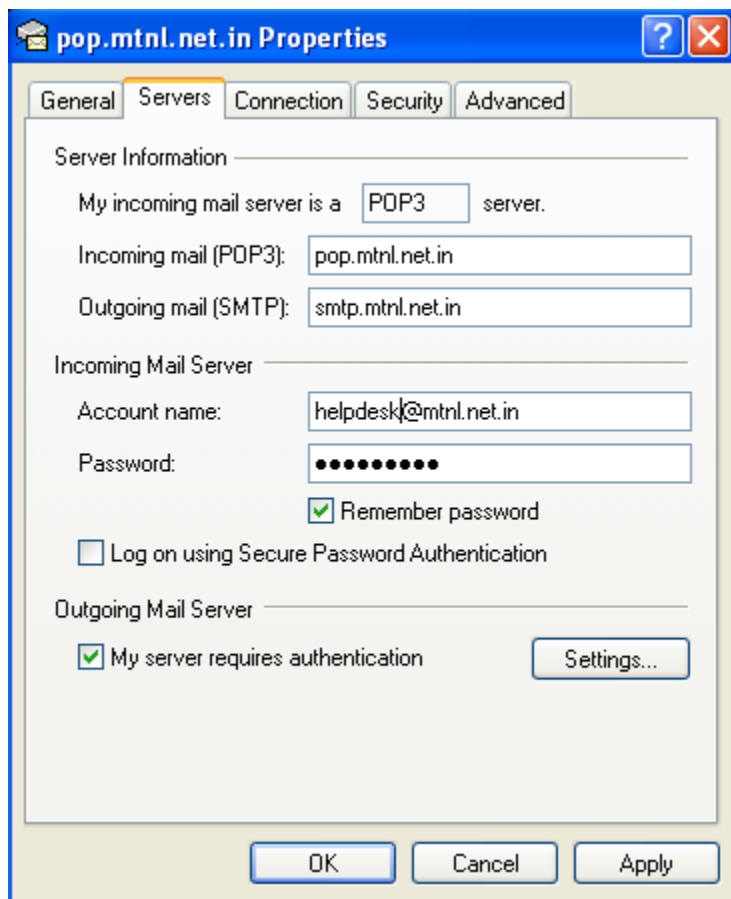 pop.mtnl.net.in Properties
General Servers Connection Security Advanced
Server Information
My incoming mail server is a POP3 server.
Incoming mail (POP3): pop.mtnl.net.in
Outgoing mail (SMTP): smtp.mtnl.net.in
Incoming Mail Server
Account name: helpdesk@mtnl.net.in
Password: ●●●●●●●●●
Remember password
Log on using Secure Password Authentication
Outgoing Mail Server
My server requires authentication Settings...
OK Cancel Apply